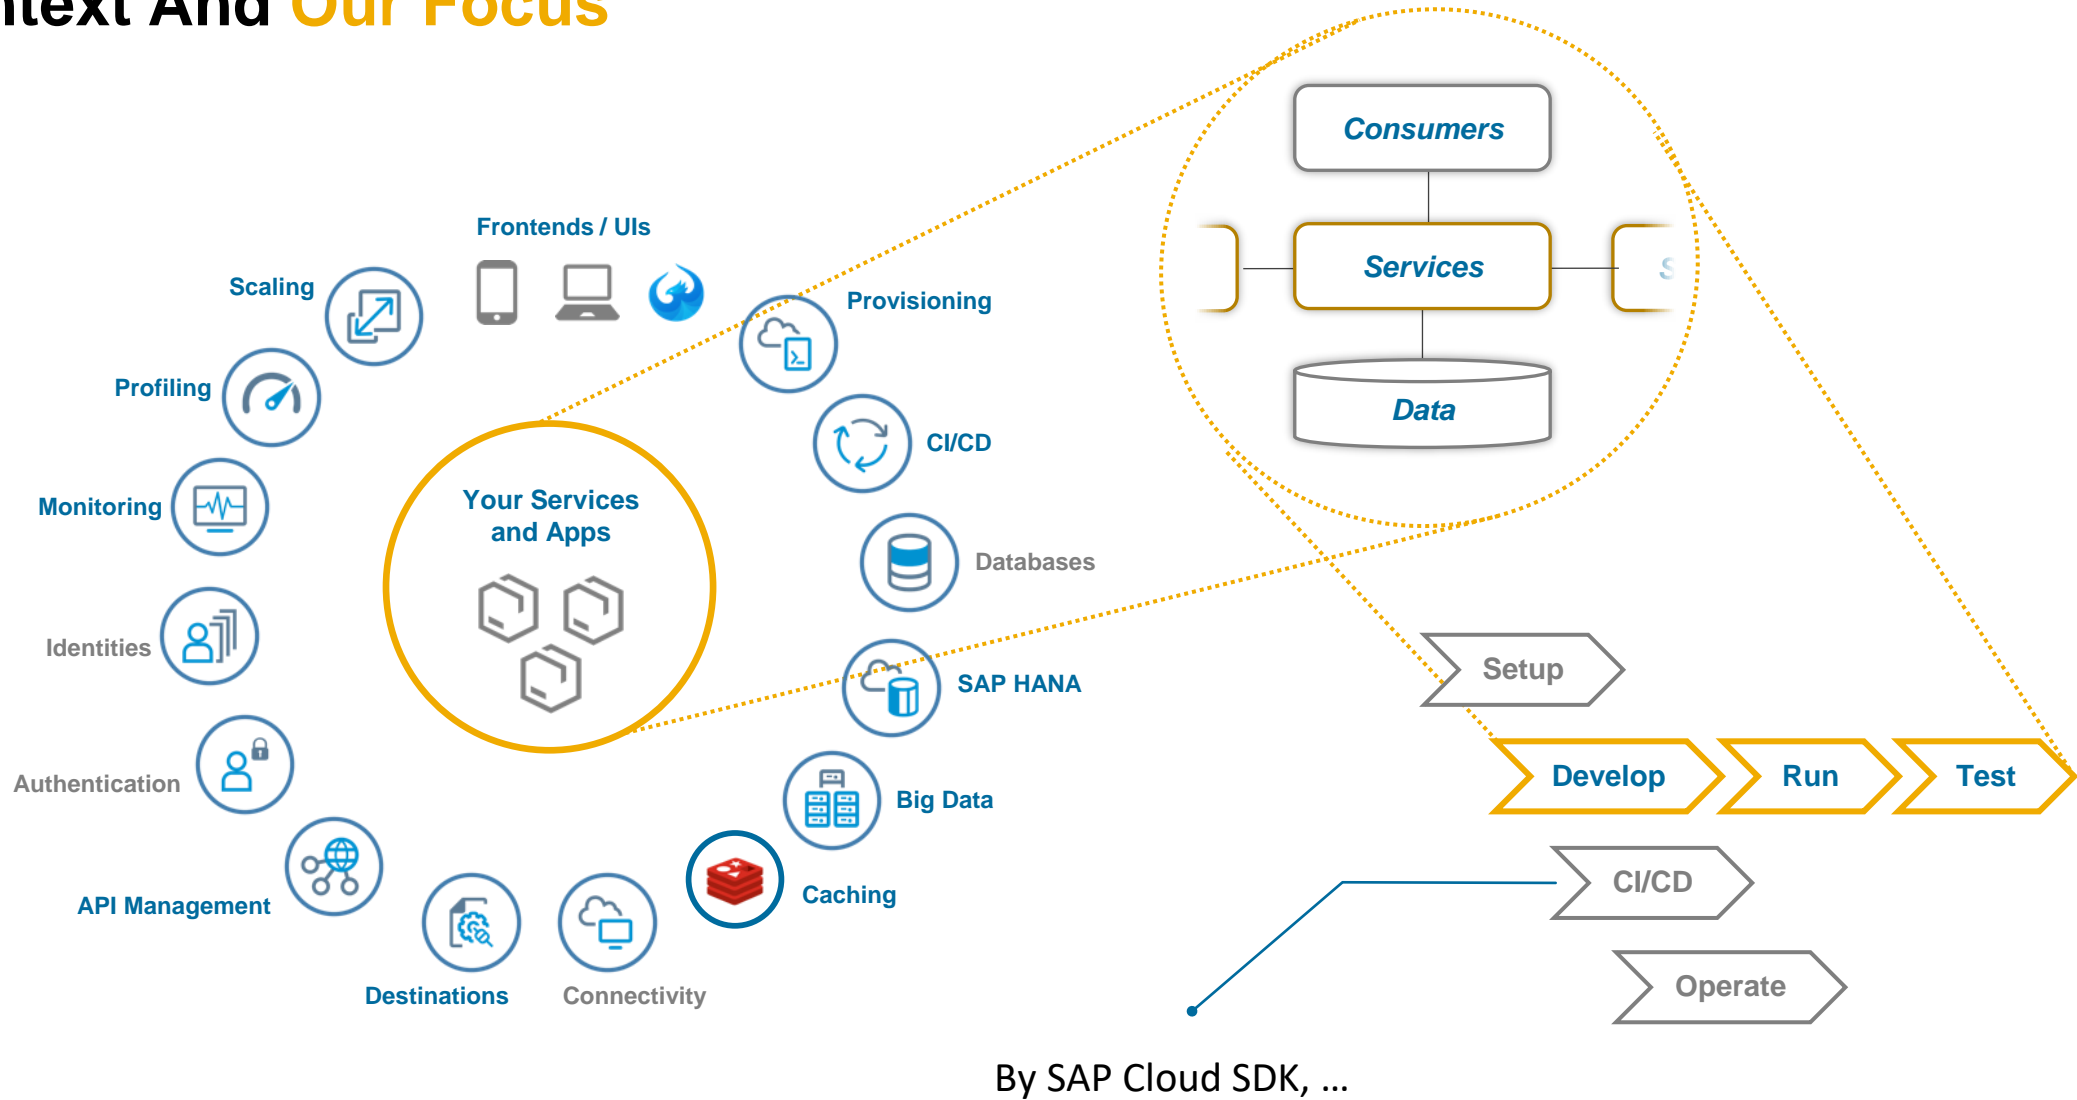 ntext And Our Focus
Consumers
Services
S
Data
Frontends / UIs
Scaling
Provisioning
Profiling
CI/CD
Monitoring
Your Services
and Apps
Databases
Identities
SAP HANA
Authentication
Big Data
API Management
Caching
Destinations
Connectivity
Setup
Develop
Run
Test
CI/CD
Operate
By SAP Cloud SDK, ...